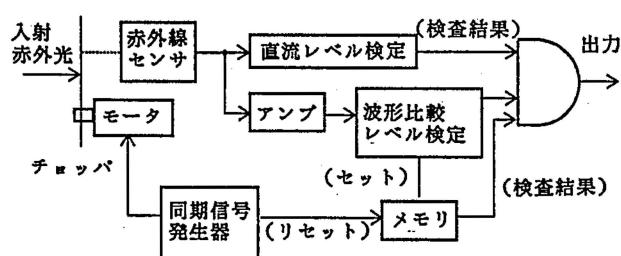 入射
赤外光
赤外線
センサ
直流レベル検定
(検査結果)
出力
モータ
アンプ
波形比較
レベル検定
チョッパ
(セット)
(検査結果)
同期信号
発生器
(リセット)
メモリ